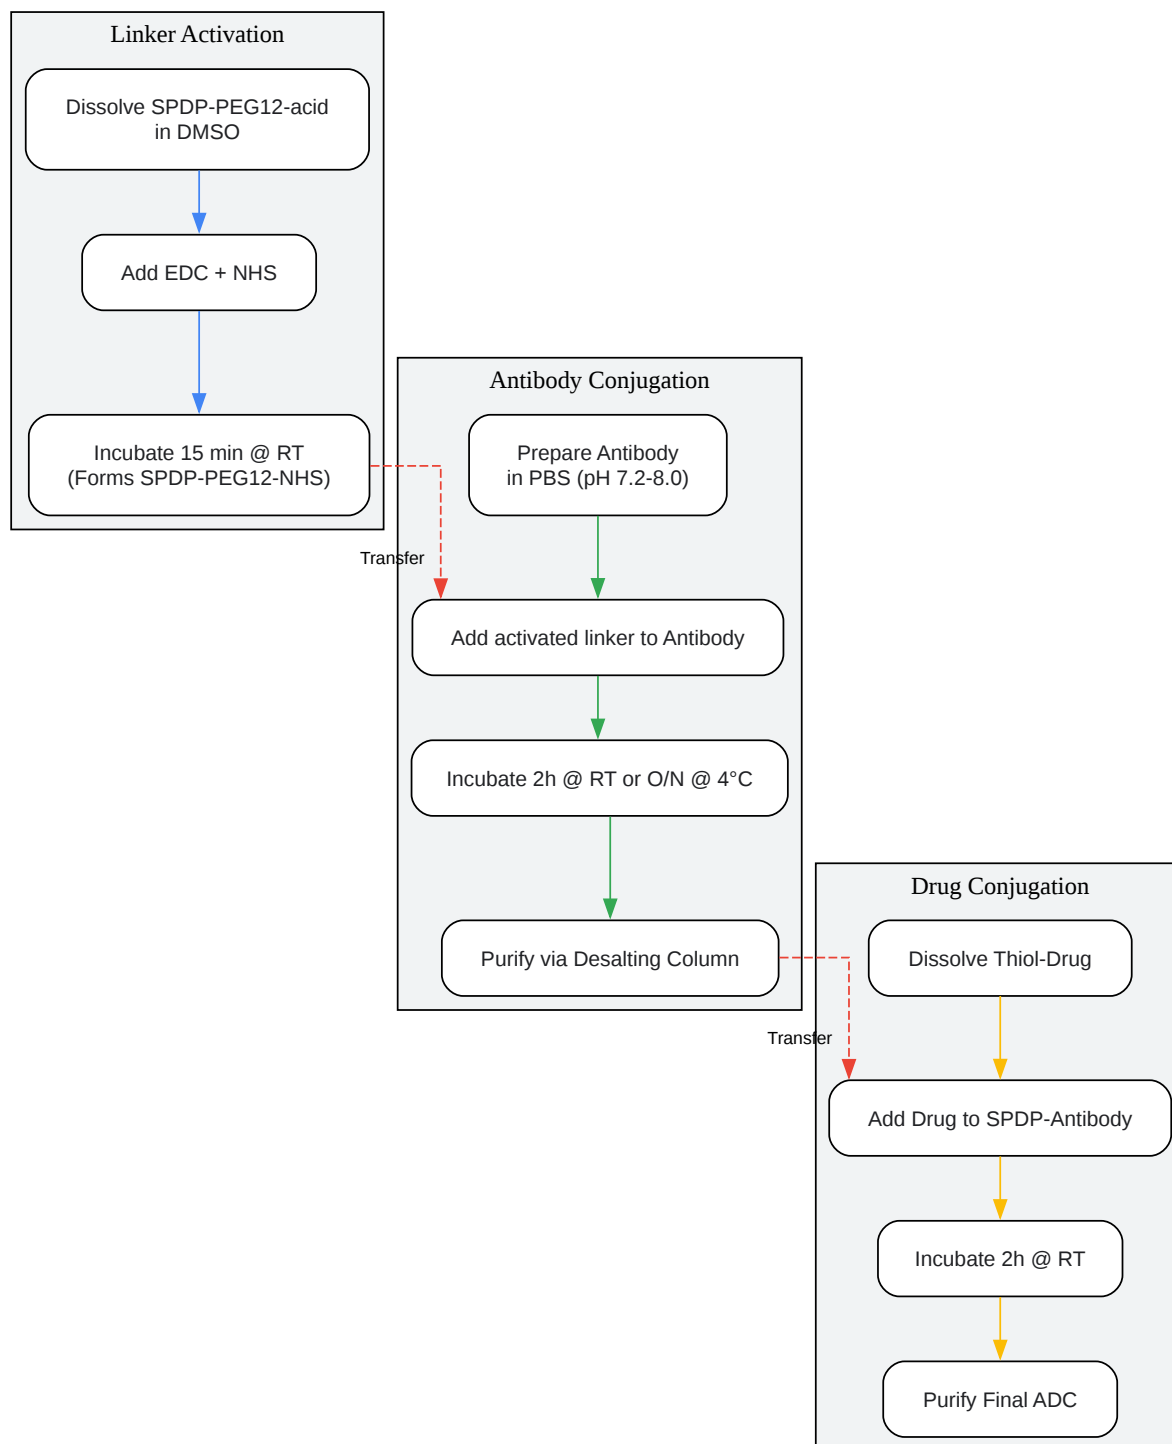 Linker Activation
Dissolve SPDP-PEG12-acid
in DMSO
Add EDC + NHS
Incubate 15 min @ RT
(Forms SPDP-PEG12-NHS)
Transfer
Antibody Conjugation
Prepare Antibody
in PBS (pH 7.2-8.0)
Add activated linker to Antibody
Incubate 2h @ RT or O/N @ 4°C
Purify via Desalting Column
Transfer
Drug Conjugation
Dissolve Thiol-Drug
Add Drug to SPDP-Antibody
Incubate 2h @ RT
Purify Final ADC